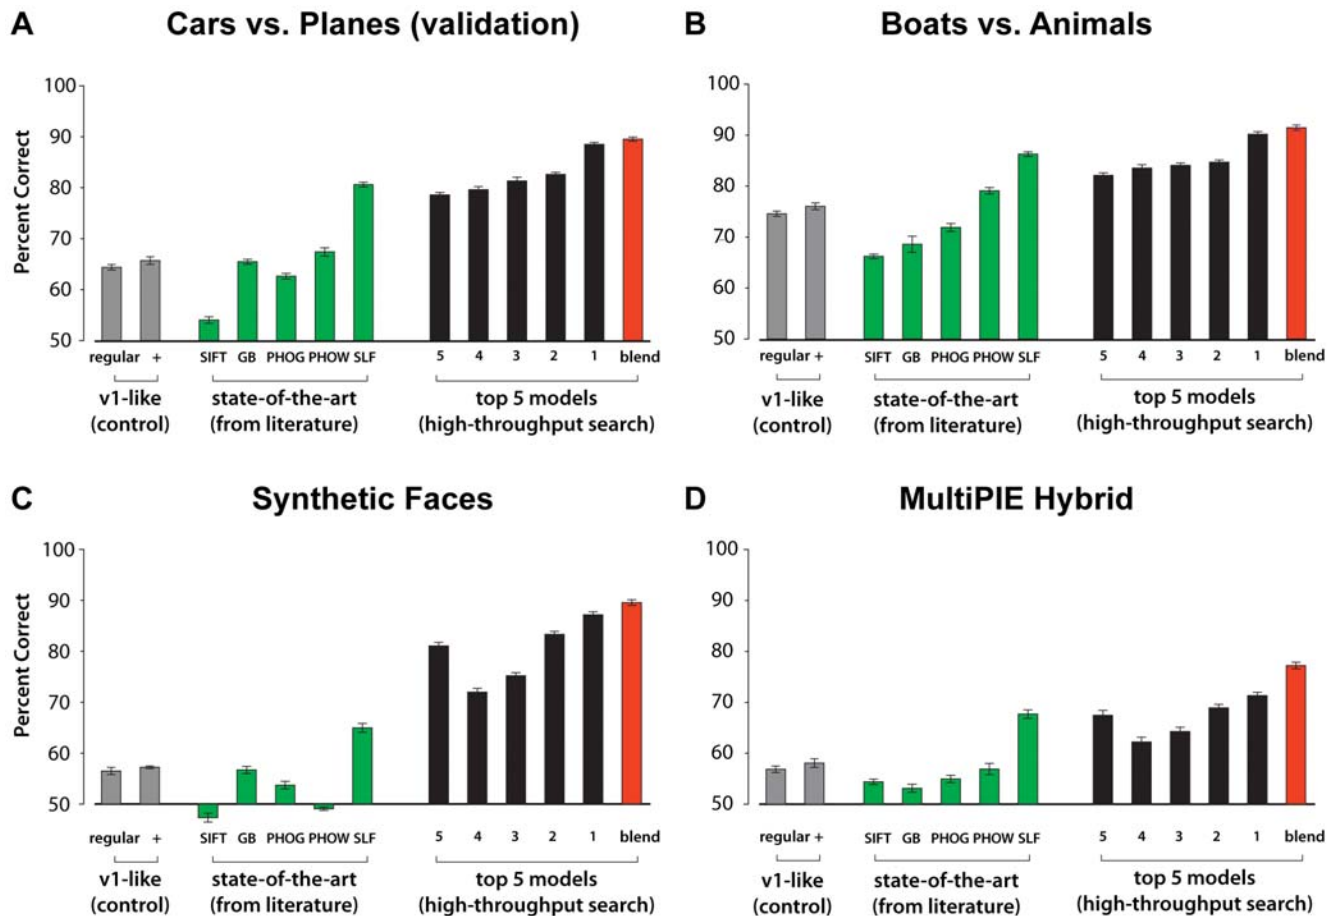 A Cars vs. Planes (validation)
Percent Correct
100
90
80
70
60
50
regular + SIFT GB PHOG PHOW SLF 5 4 3 2 1 blend
v1-like state-of-the-art top 5 models
(control) (from literature) (high-throughput search)
B Boats vs. Animals
100
90
80
70
60
50
regular + SIFT GB PHOG PHOW SLF 5 4 3 2 1 blend
v1-like state-of-the-art top 5 models
(control) (from literature) (high-throughput search)
C Synthetic Faces
Percent Correct
100
90
80
70
60
50
regular + SIFT GB PHOG PHOW SLF 5 4 3 2 1 blend
v1-like state-of-the-art top 5 models
(control) (from literature) (high-throughput search)
D MultiPIE Hybrid
100
90
80
70
60
50
regular + SIFT GB PHOG PHOW SLF 5 4 3 2 1 blend
v1-like state-of-the-art top 5 models
(control) (from literature) (high-throughput search)